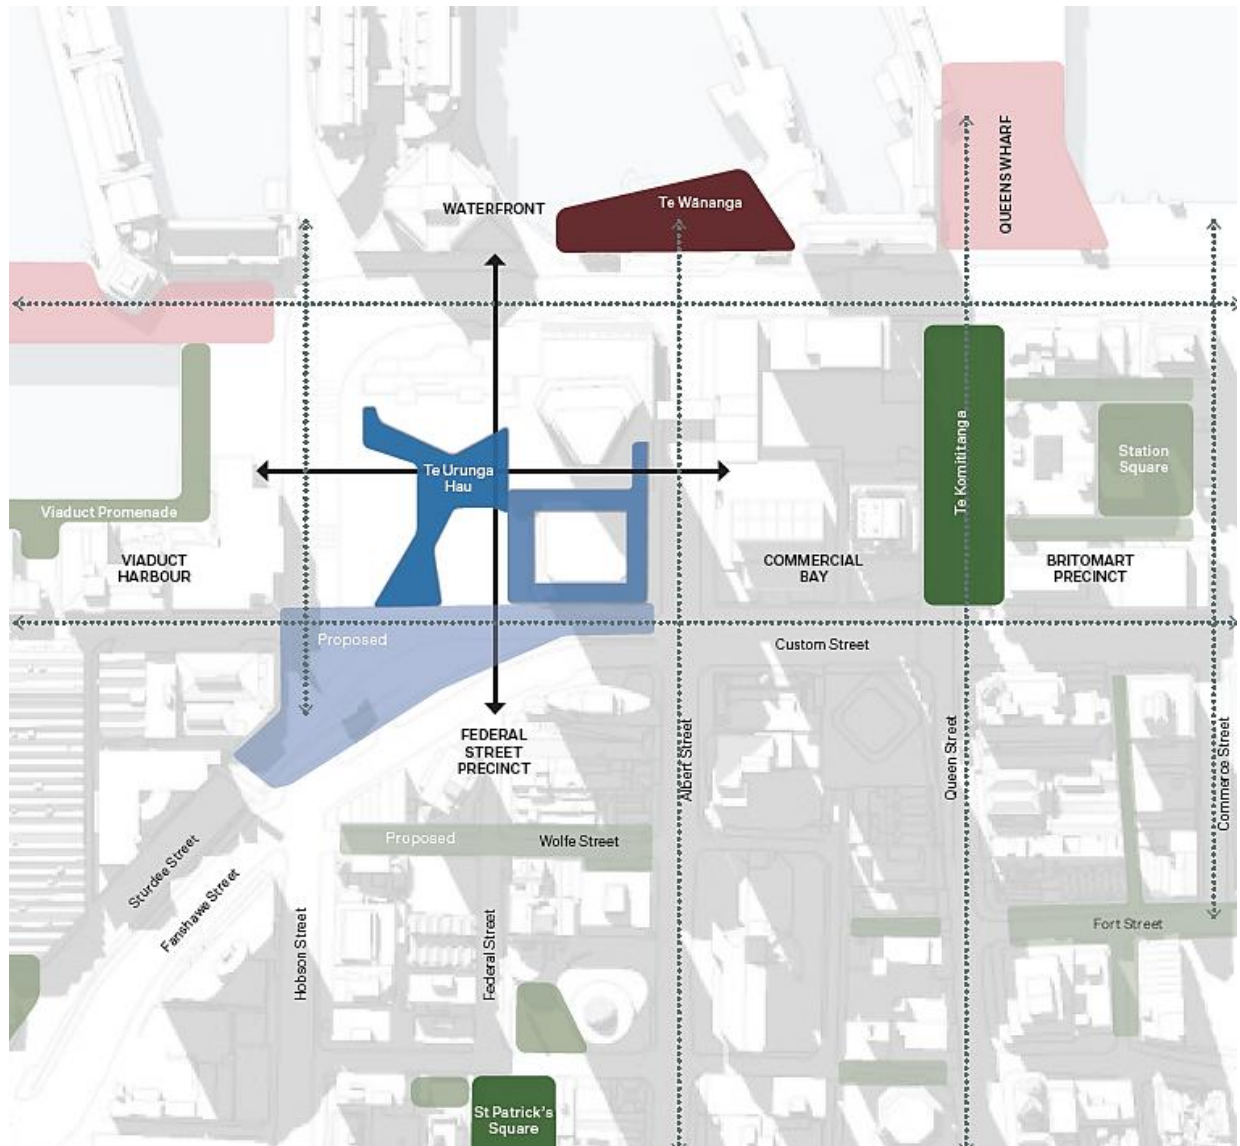 QUEENS WHARF
Te Wānanga
WATERFRONT
Te Urunga
Hau
Te Komititanga
Station
Square
Viaduct Promenade
VIADUCT
HARBOUR
COMMERCIAL
BAY
BRITOMART
PRECINCT
Proposed
Custom Street
FEDERAL
STREET
PRECINCT
Albert Street
Queen Street
Commerce Street
Proposed
Wolfe Street
Sturdee Street
Fanshawe Street
Hobson Street
Federal Street
Fort Street
St Patrick's
Square